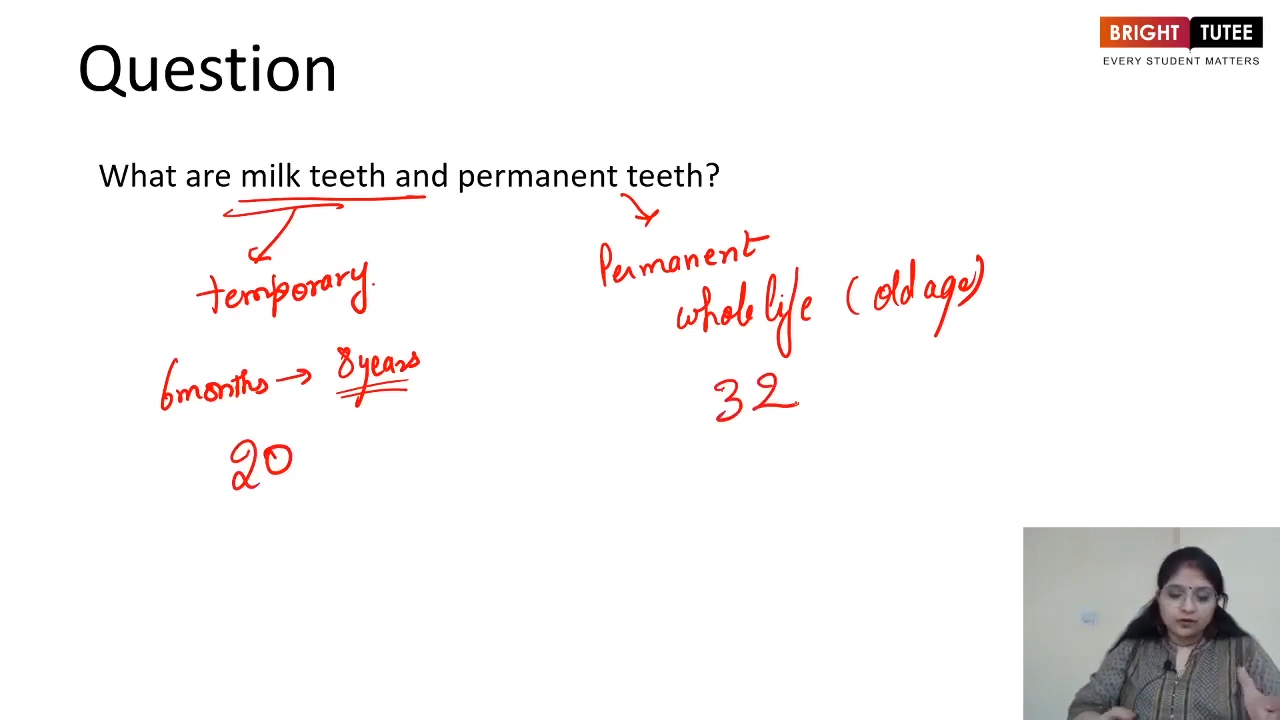 Question
BRIGHT TUTEE
EVERY STUDENT MATTERS
What are milk teeth and permanent teeth?
temporary.
Permanent
whole life (old age)
6months → 8years
32
20